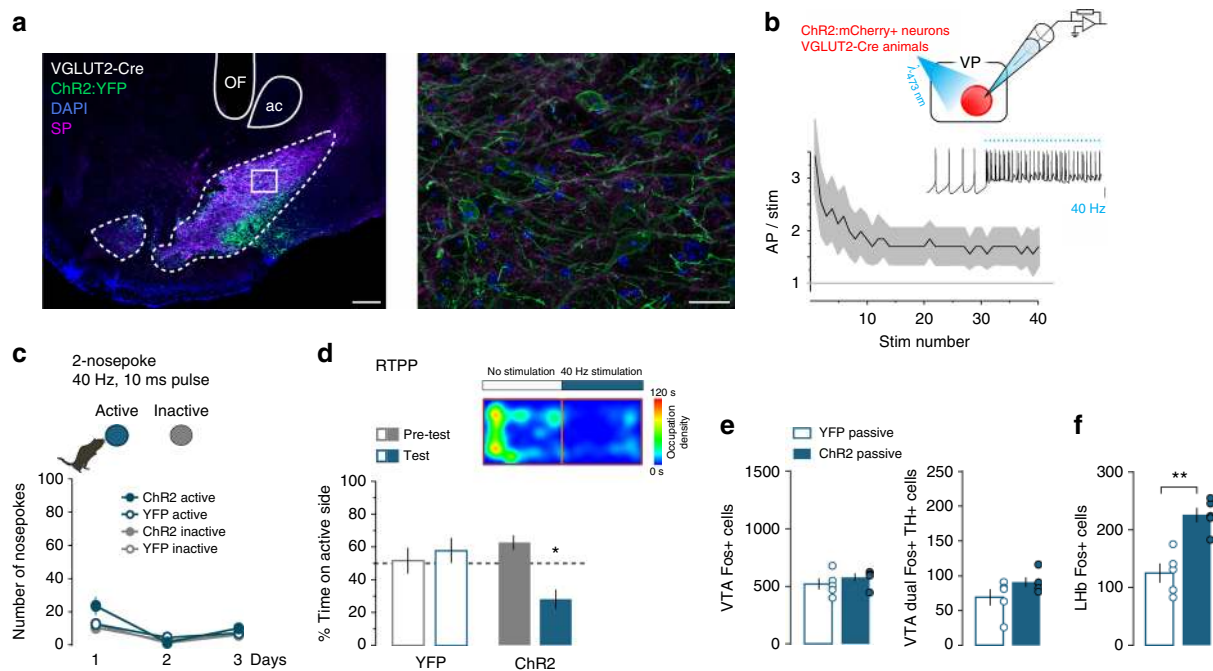 a
VGLUT2-Cre
ChR2:YFP
DAPI
SP
OF
ac
b
ChR2:mCherry+ neurons
VGLUT2-Cre animals
VP
λ-473 nm
40 Hz
AP / stim
3
2
1
10 20 30 40
Stim number
c
2-nosepoke
40 Hz, 10 ms pulse
Active Inactive
ChR2 active
YFP active
ChR2 inactive
YFP inactive
Number of nosepokes
100
80
60
40
20
0
1 2 3 Days
d
RTPP
No stimulation 40 Hz stimulation
120 s
Occupation
density
0 s
Pre-test
Test
% Time on active side
100
80
60
40
20
0
*
YFP ChR2
e
YFP passive
ChR2 passive
VTA Fos+ cells
1500
1000
500
0
VTA dual Fos+ TH+ cells
250
200
150
100
50
0
f
LHb Fos+ cells
300
200
100
0
**